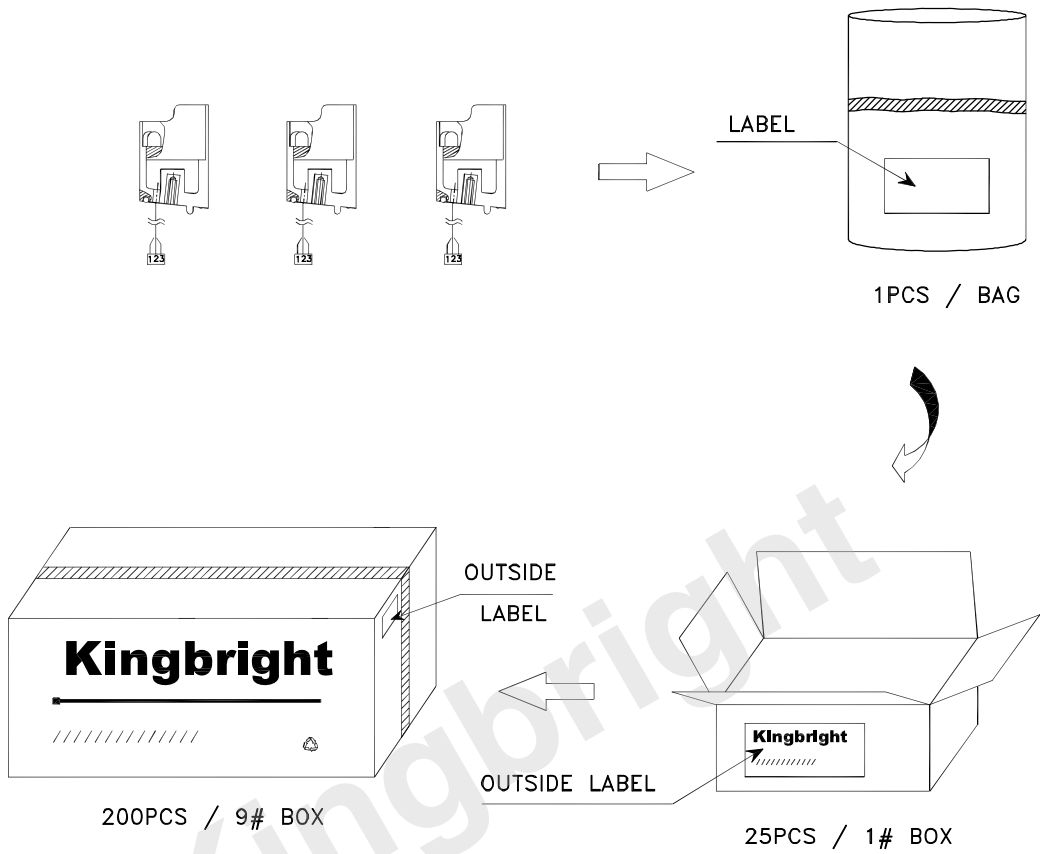 LABEL
123
123
123
1PCS / BAG
OUTSIDE
LABEL
Kingbright
Kingbright
OUTSIDE LABEL
200PCS / 9# BOX
25PCS / 1# BOX
Kingbright